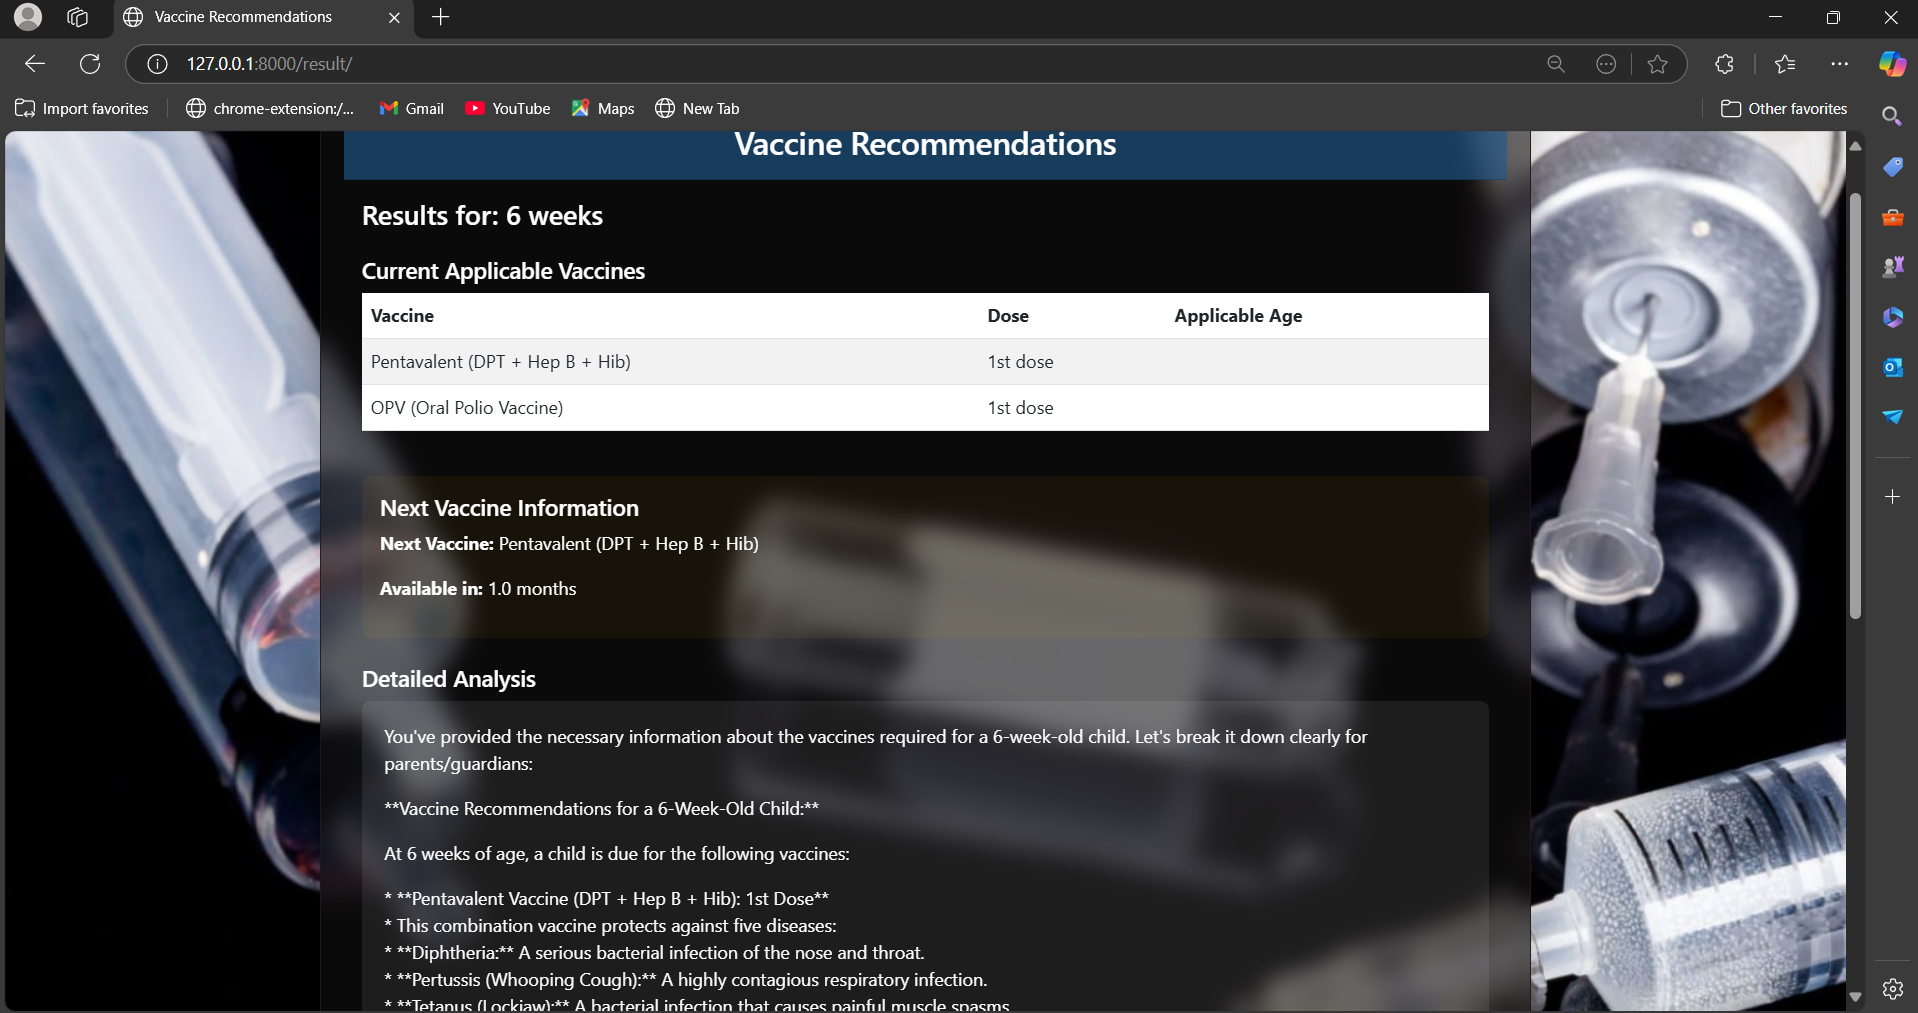 Vaccine Recommendations
127.0.0.1:8000/result/
Import favorites
chrome-extension:/...
Gmail
YouTube
Maps
New Tab
Other favorites
Vaccine Recommendations
Results for: 6 weeks
Current Applicable Vaccines
Vaccine Dose Applicable Age
Pentavalent (DPT + Hep B + Hib) 1st dose
OPV (Oral Polio Vaccine) 1st dose
Next Vaccine Information
Next Vaccine: Pentavalent (DPT + Hep B + Hib)
Available in: 1.0 months
Detailed Analysis
You've provided the necessary information about the vaccines required for a 6-week-old child. Let's break it down clearly for
parents/guardians:
**Vaccine Recommendations for a 6-Week-Old Child:**
At 6 weeks of age, a child is due for the following vaccines:
* **Pentavalent Vaccine (DPT + Hep B + Hib): 1st Dose**
* This combination vaccine protects against five diseases:
* **Diphtheria:** A serious bacterial infection of the nose and throat.
* **Pertussis (Whooping Cough):** A highly contagious respiratory infection.
* **Tetanus (Lockjaw):** A bacterial infection that causes painful muscle spasms.